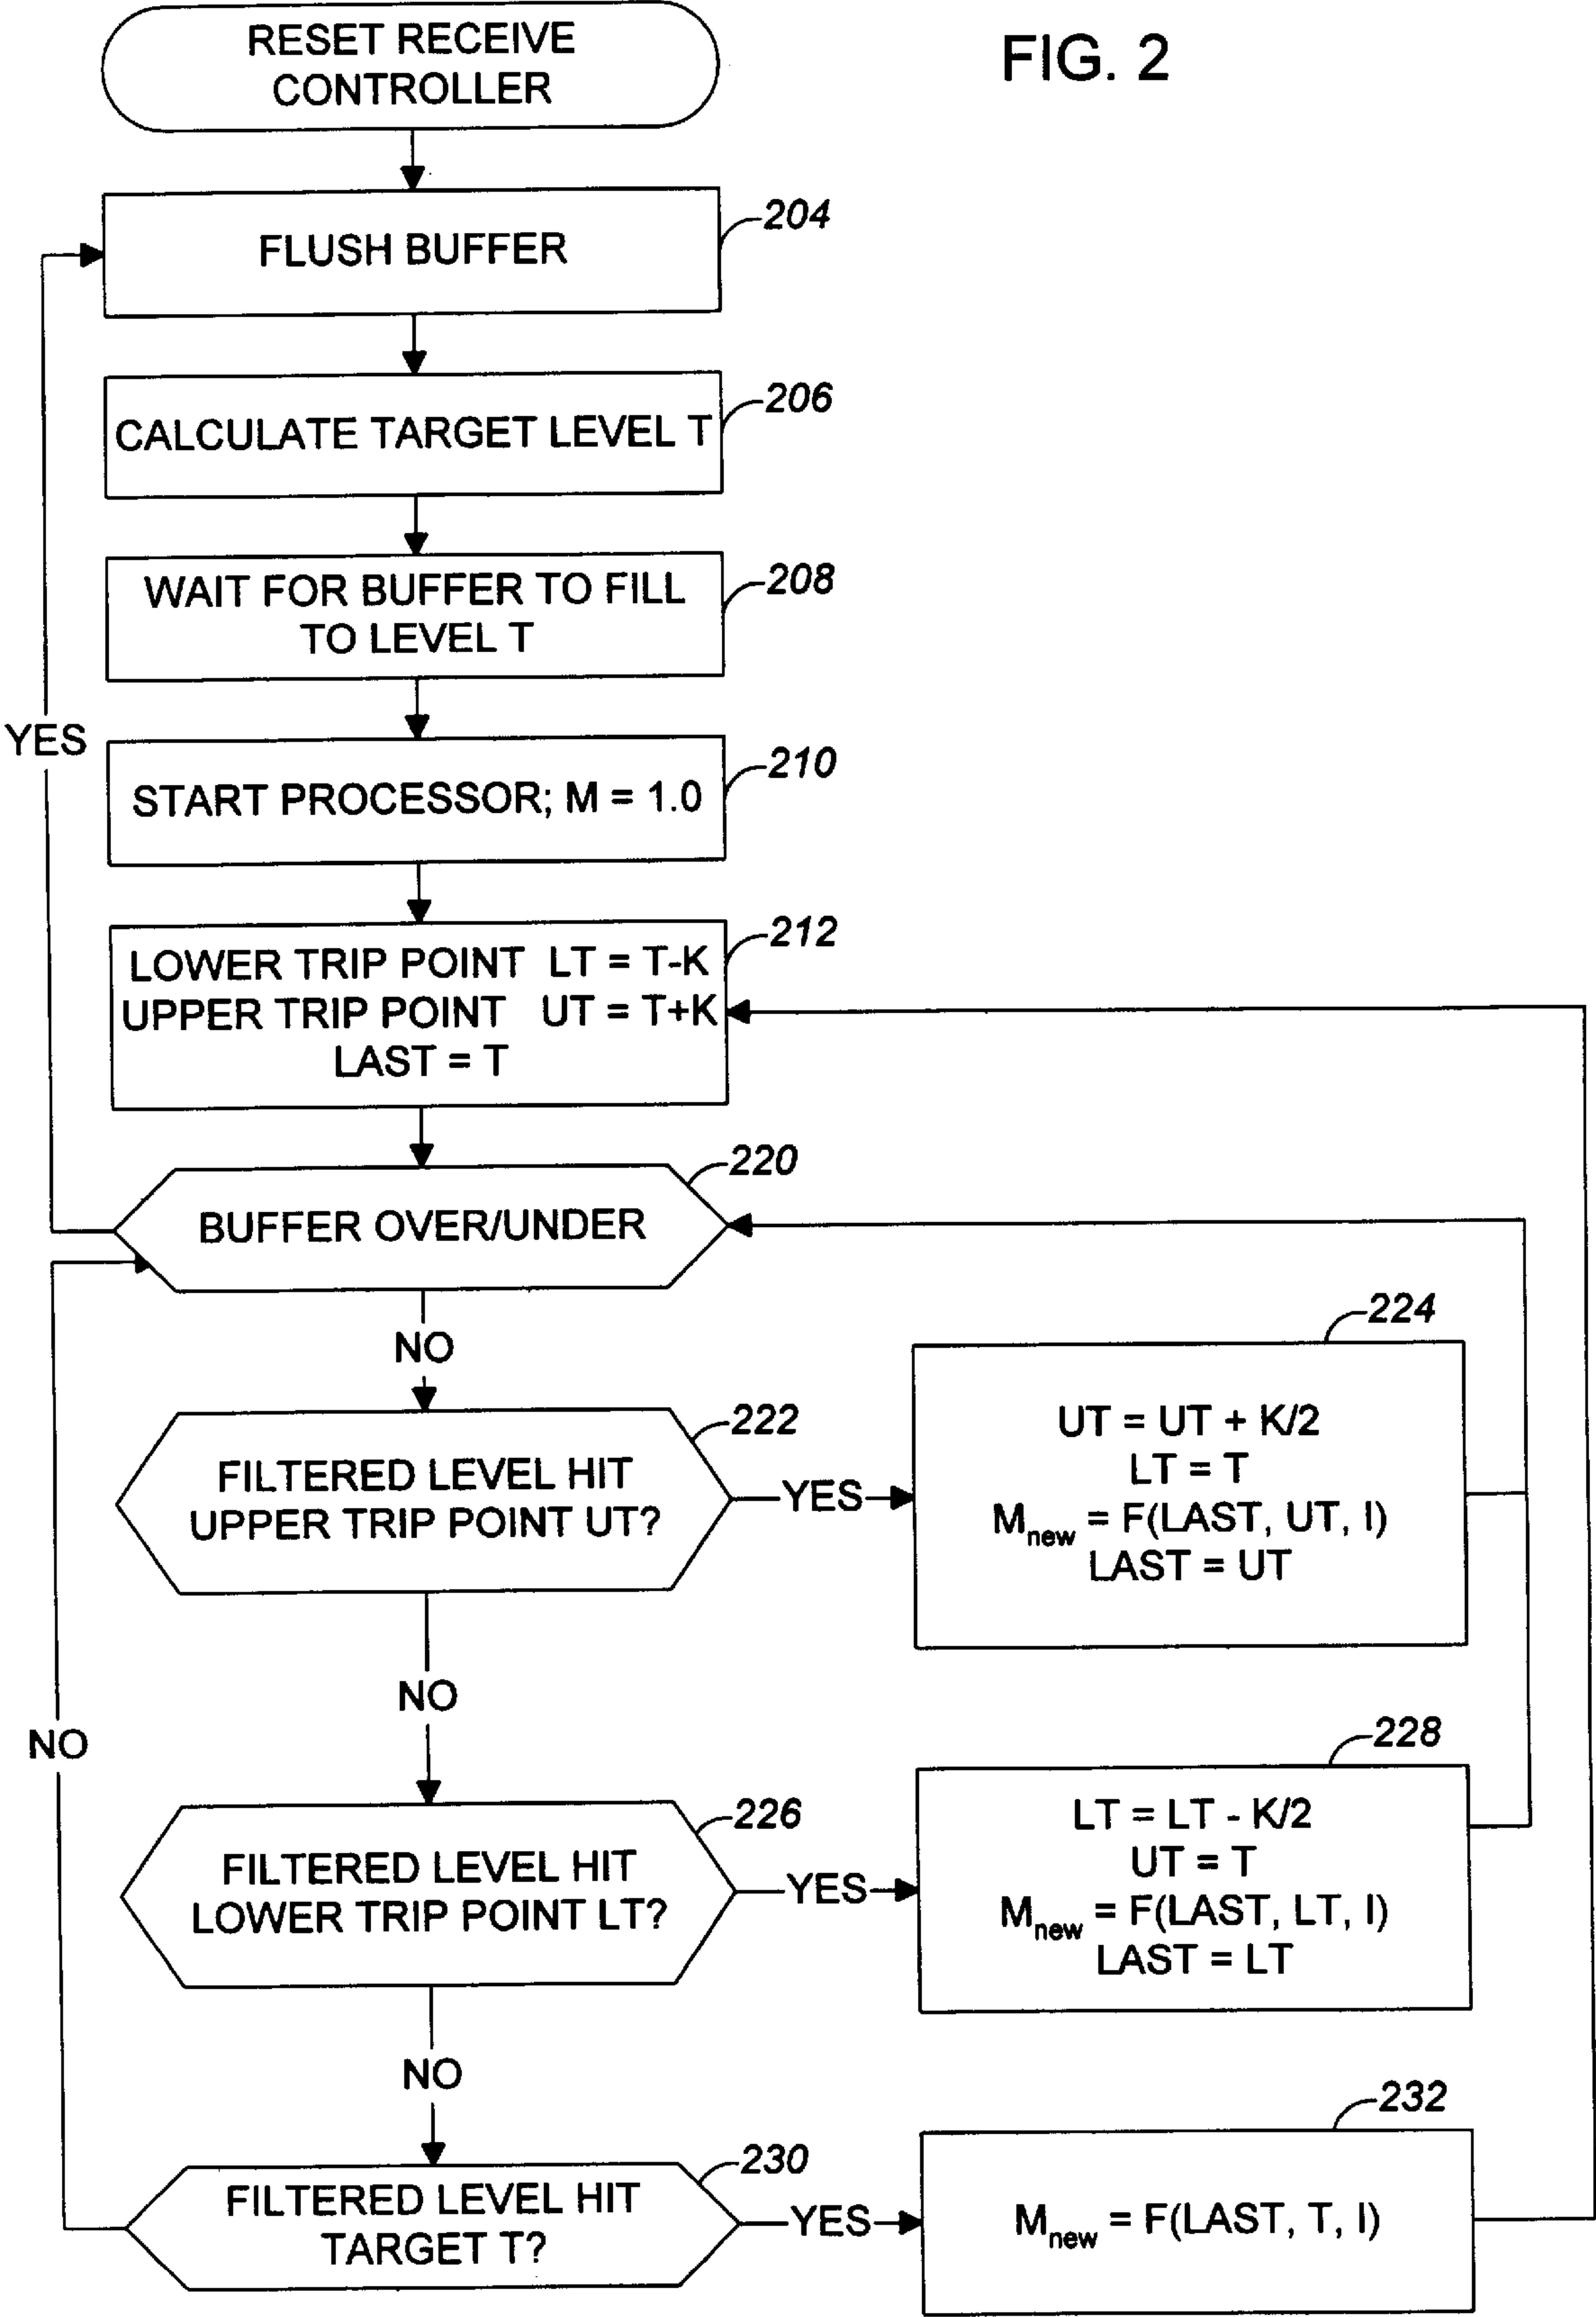 FIG. 2
RESET RECEIVE
CONTROLLER
204
FLUSH BUFFER
206
CALCULATE TARGET LEVEL T
208
WAIT FOR BUFFER TO FILL
TO LEVEL T
210
START PROCESSOR; M = 1.0
YES
212
LOWER TRIP POINT LT = T-K
UPPER TRIP POINT UT = T+K
LAST = T
220
BUFFER OVER/UNDER
NO
222
FILTERED LEVEL HIT
UPPER TRIP POINT UT?
YES
224
UT = UT + K/2
LT = T
Mnew = F(LAST, UT, I)
LAST = UT
NO
NO
226
FILTERED LEVEL HIT
LOWER TRIP POINT LT?
YES
228
LT = LT - K/2
UT = T
Mnew = F(LAST, LT, I)
LAST = LT
NO
230
FILTERED LEVEL HIT
TARGET T?
YES
232
Mnew = F(LAST, T, I)